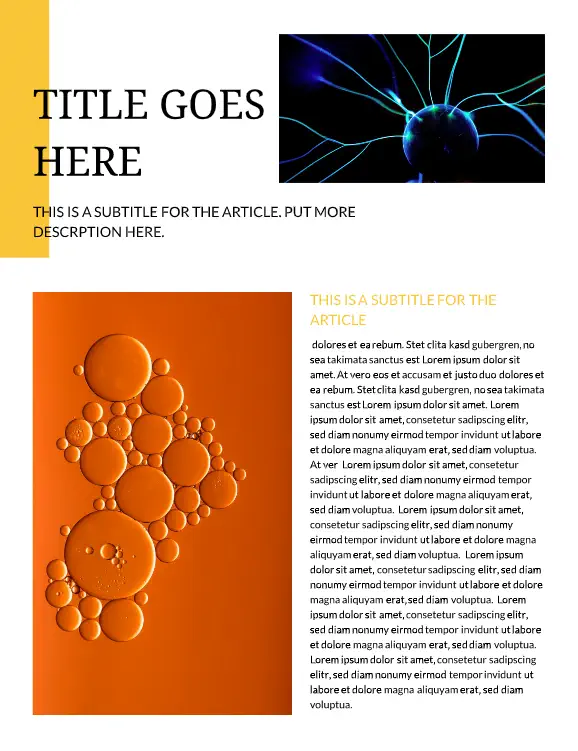 TITLE GOES
HERE
THIS IS A SUBTITLE FOR THE ARTICLE. PUT MORE
DESCRPTION HERE.
THIS IS A SUBTITLE FOR THE
ARTICLE
dolores et ea rebum. Stet clita kasd gubergren, no
sea takimata sanctus est Lorem ipsum dolor sit
amet. At vero eos et accusam et justo duo dolores et
ea rebum. Stet clita kasd gubergren, no sea takimata
sanctus est Lorem ipsum dolor sit amet. Lorem
ipsum dolor sit amet, consetetur sadipscing elitr,
sed diam nonumy eirmod tempor invidunt ut labore
et dolore magna aliquyam erat, sed diam voluptua.
At ver Lorem ipsum dolor sit amet, consetetur
sadipscing elitr, sed diam nonumy eirmod tempor
invidunt ut labore et dolore magna aliquyam erat,
sed diam voluptua. Lorem ipsum dolor sit amet,
consetetur sadipscing elitr, sed diam nonumy
eirmod tempor invidunt ut labore et dolore magna
aliquyam erat, sed diam voluptua. Lorem ipsum
dolor sit amet, consetetur sadipscing elitr, sed diam
nonumy eirmod tempor invidunt ut labore et dolore
magna aliquyam erat, sed diam voluptua. Lorem
ipsum dolor sit amet, consetetur sadipscing elitr,
sed diam nonumy eirmod tempor invidunt ut labore
et dolore magna aliquyam erat, sed diam voluptua.
Lorem ipsum dolor sit amet, consetetur sadipscing
elitr, sed diam nonumy eirmod tempor invidunt ut
labore et dolore magna aliquyam erat, sed diam
voluptua.